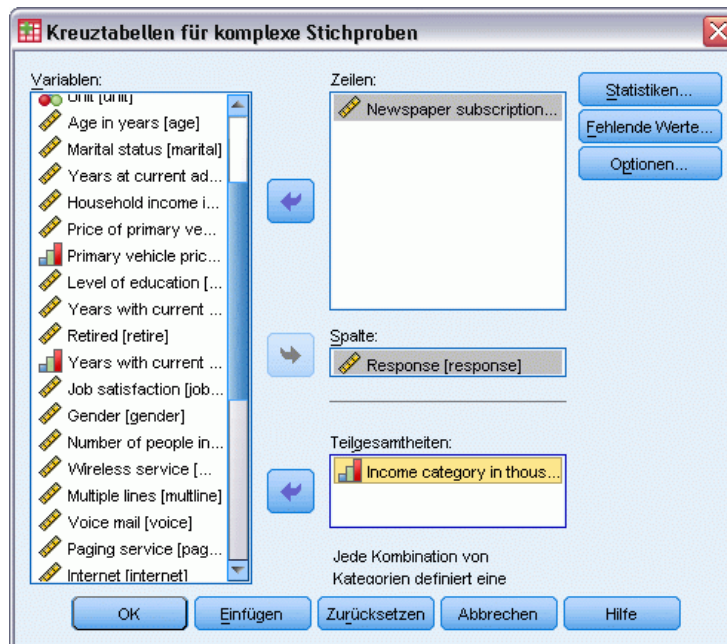 Kreuztabellen für komplexe Stichproben
Variablen:
Unit [unit]
Age in years [age]
Marital status [marital]
Years at current ad...
Household income i...
Price of primary ve...
Primary vehicle pric...
Level of education [...
Years with current ...
Retired [retire]
Years with current ...
Job satisfaction [job...
Gender [gender]
Number of people in...
Wireless service [...
Multiple lines [multline]
Voice mail [voice]
Paging service [pag...
Internet [internet]
Zeilen:
Newspaper subscription...
Spalte:
Response [response]
Teilgesamtheiten:
Income category in thous...
Jede Kombination von
Kategorien definiert eine
Statistiken...
Fehlende Werte...
Optionen...
OK
Einfügen
Zurücksetzen
Abbrechen
Hilfe